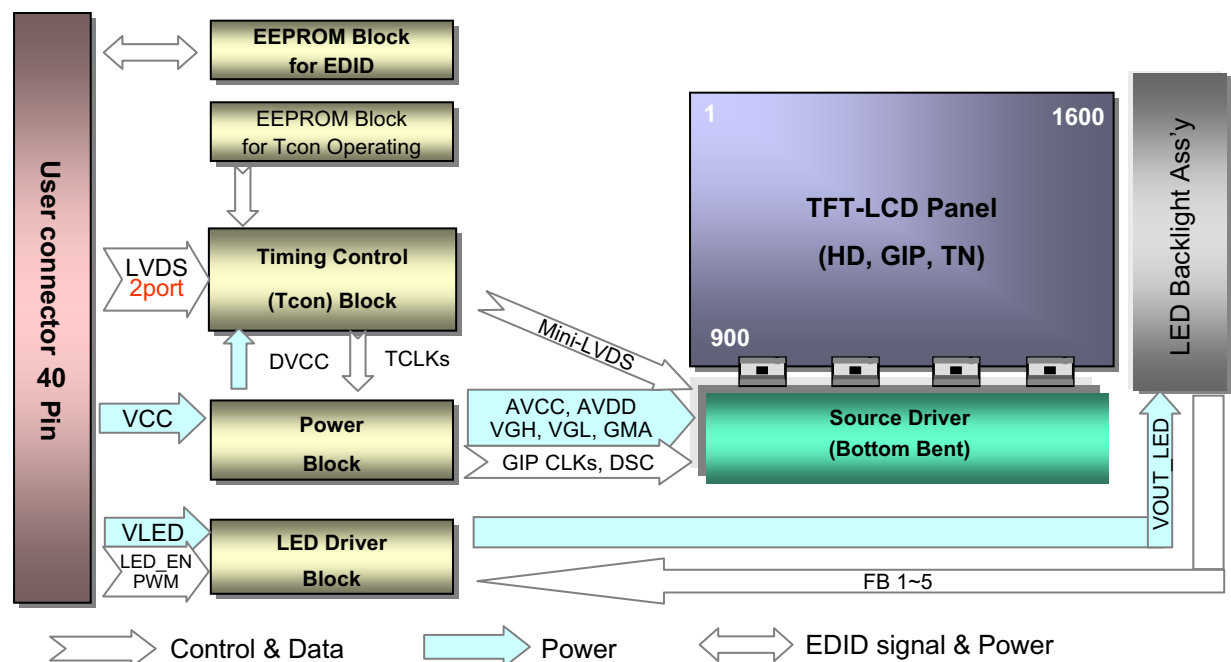 User connector 40
Pin
EEPROM Block
for EDID
EEPROM Block
for Tcon Operating
LVDS
2port
Timing Control
(Tcon) Block
DVCC
TCLKs
Mini-LVDS
VCC
Power
Block
AVCC, AVDD
VGH, VGL, GMA
GIP CLKs, DSC
VLED
LED_EN
PWM
LED Driver
Block
1
1600
TFT-LCD Panel
(HD, GIP, TN)
900
Source Driver
(Bottom Bent)
LED Backlight Ass’y
VOUT_LED
FB 1~5
Control & Data
Power
EDID signal & Power